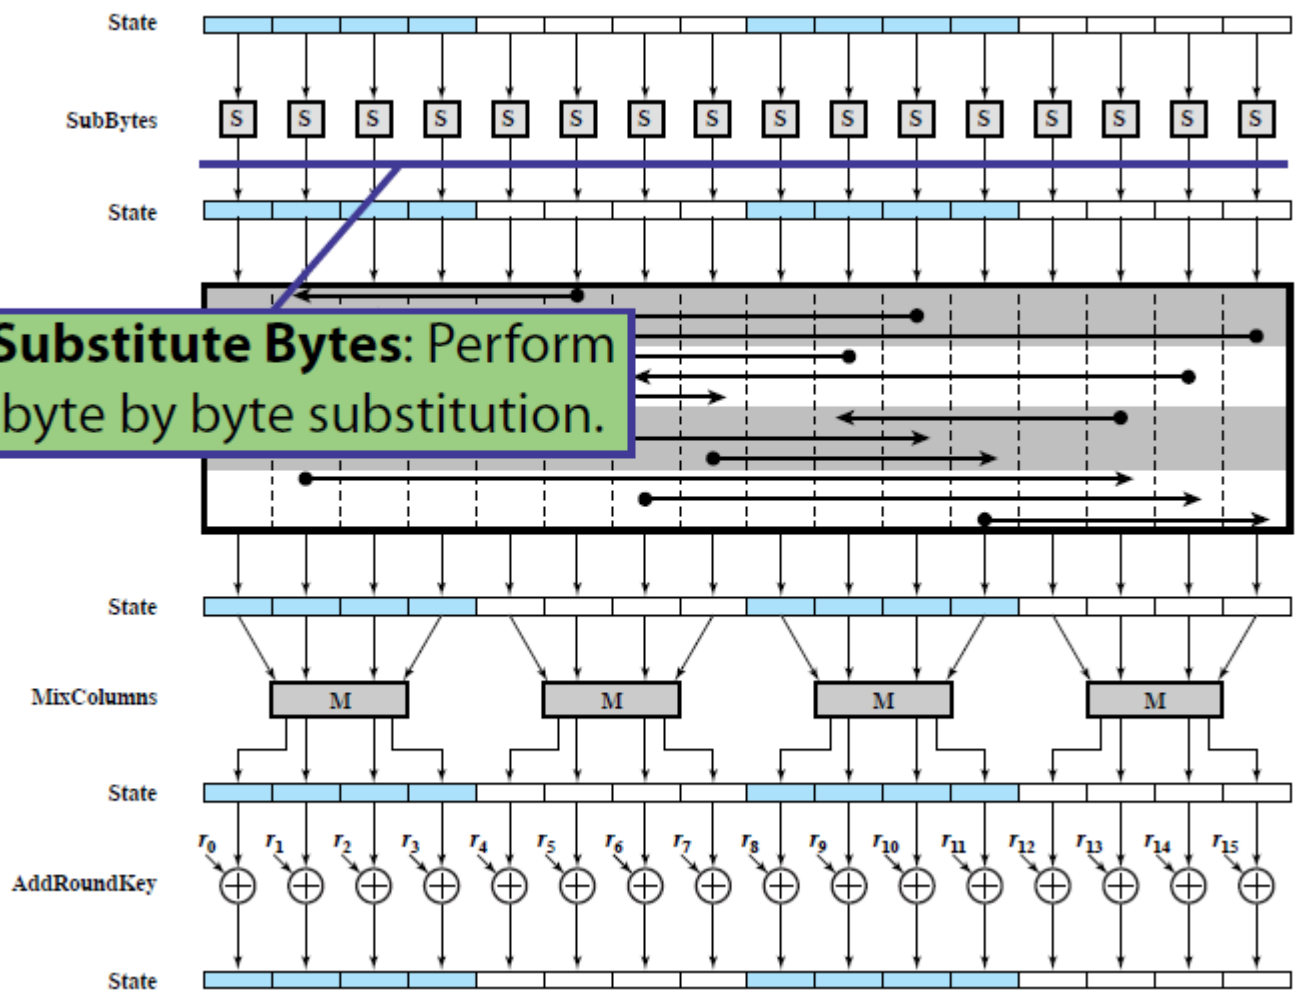 State
SubBytes S S S S S S S S S S S S S S S S
State
Substitute Bytes: Perform
byte by byte substitution.
State
MixColumns M M M M
State
r0 r1 r2 r3 r4 r5 r6 r7 r8 r9 r10 r11 r12 r13 r14 r15
AddRoundKey
State